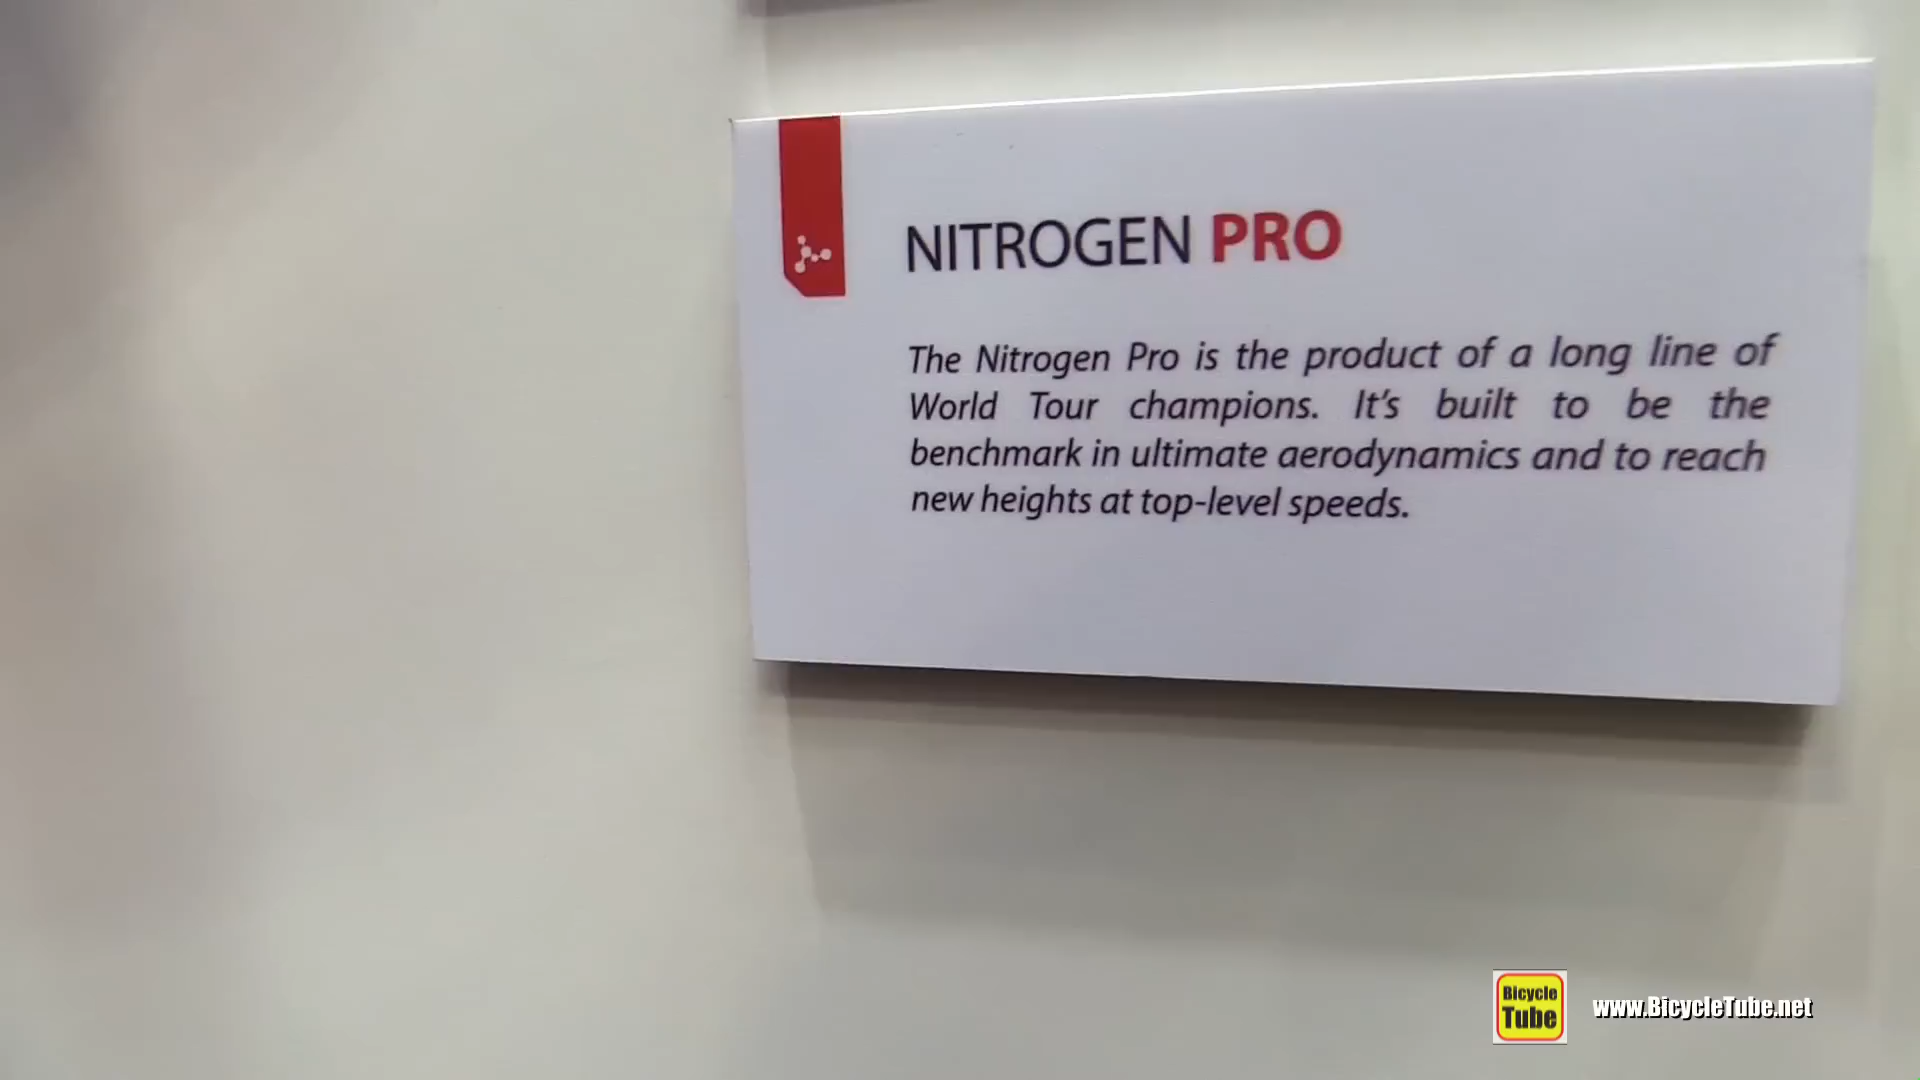 NITROGEN PRO
The Nitrogen Pro is the product of a long line of
World Tour champions. It's built to be the
benchmark in ultimate aerodynamics and to reach
new heights at top-level speeds.
Bicycle
Tube
www.BicycleTube.net